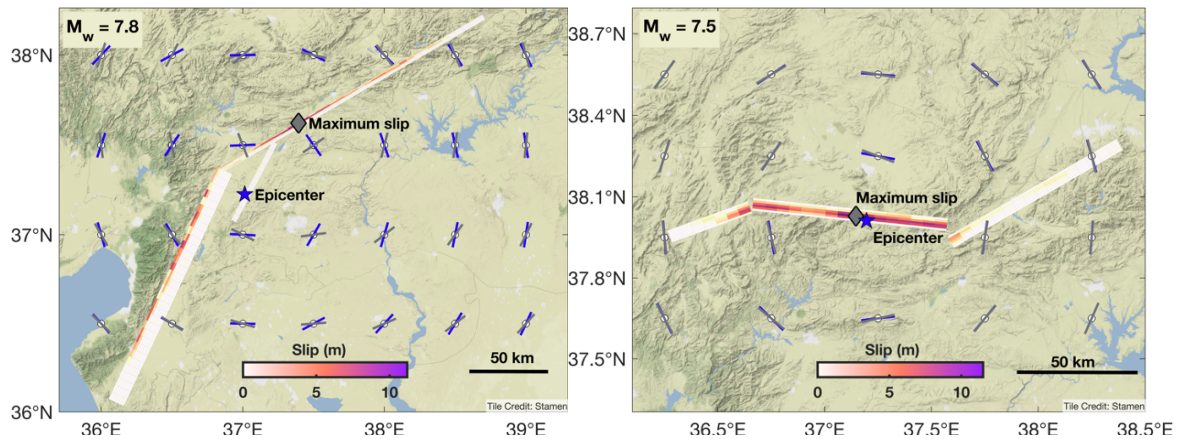 M_w = 7.8
38°N
37°N
36°N
Maximum slip
Epicenter
Slip (m)
0 5 10
50 km
Tile Credit: Stamen
36°E 37°E 38°E 39°E
M_w = 7.5
38.7°N
38.4°N
38.1°N
37.8°N
37.5°N
Maximum slip
Epicenter
Slip (m)
0 5 10
50 km
Tile Credit: Stamen
36.5°E 37°E 37.5°E 38°E 38.5°E